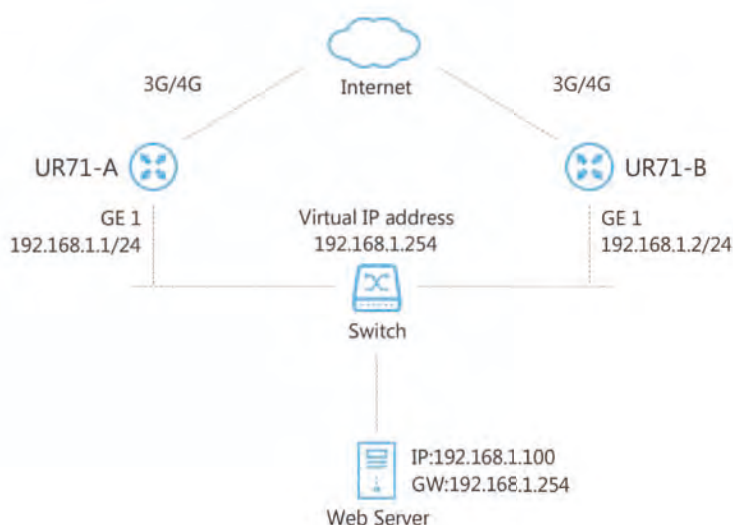 3G/4G
Internet
3G/4G
UR71-A
UR71-B
GE 1
192.168.1.1/24
Virtual IP address
192.168.1.254
GE 1
192.168.1.2/24
Switch
IP:192.168.1.100
GW:192.168.1.254
Web Server